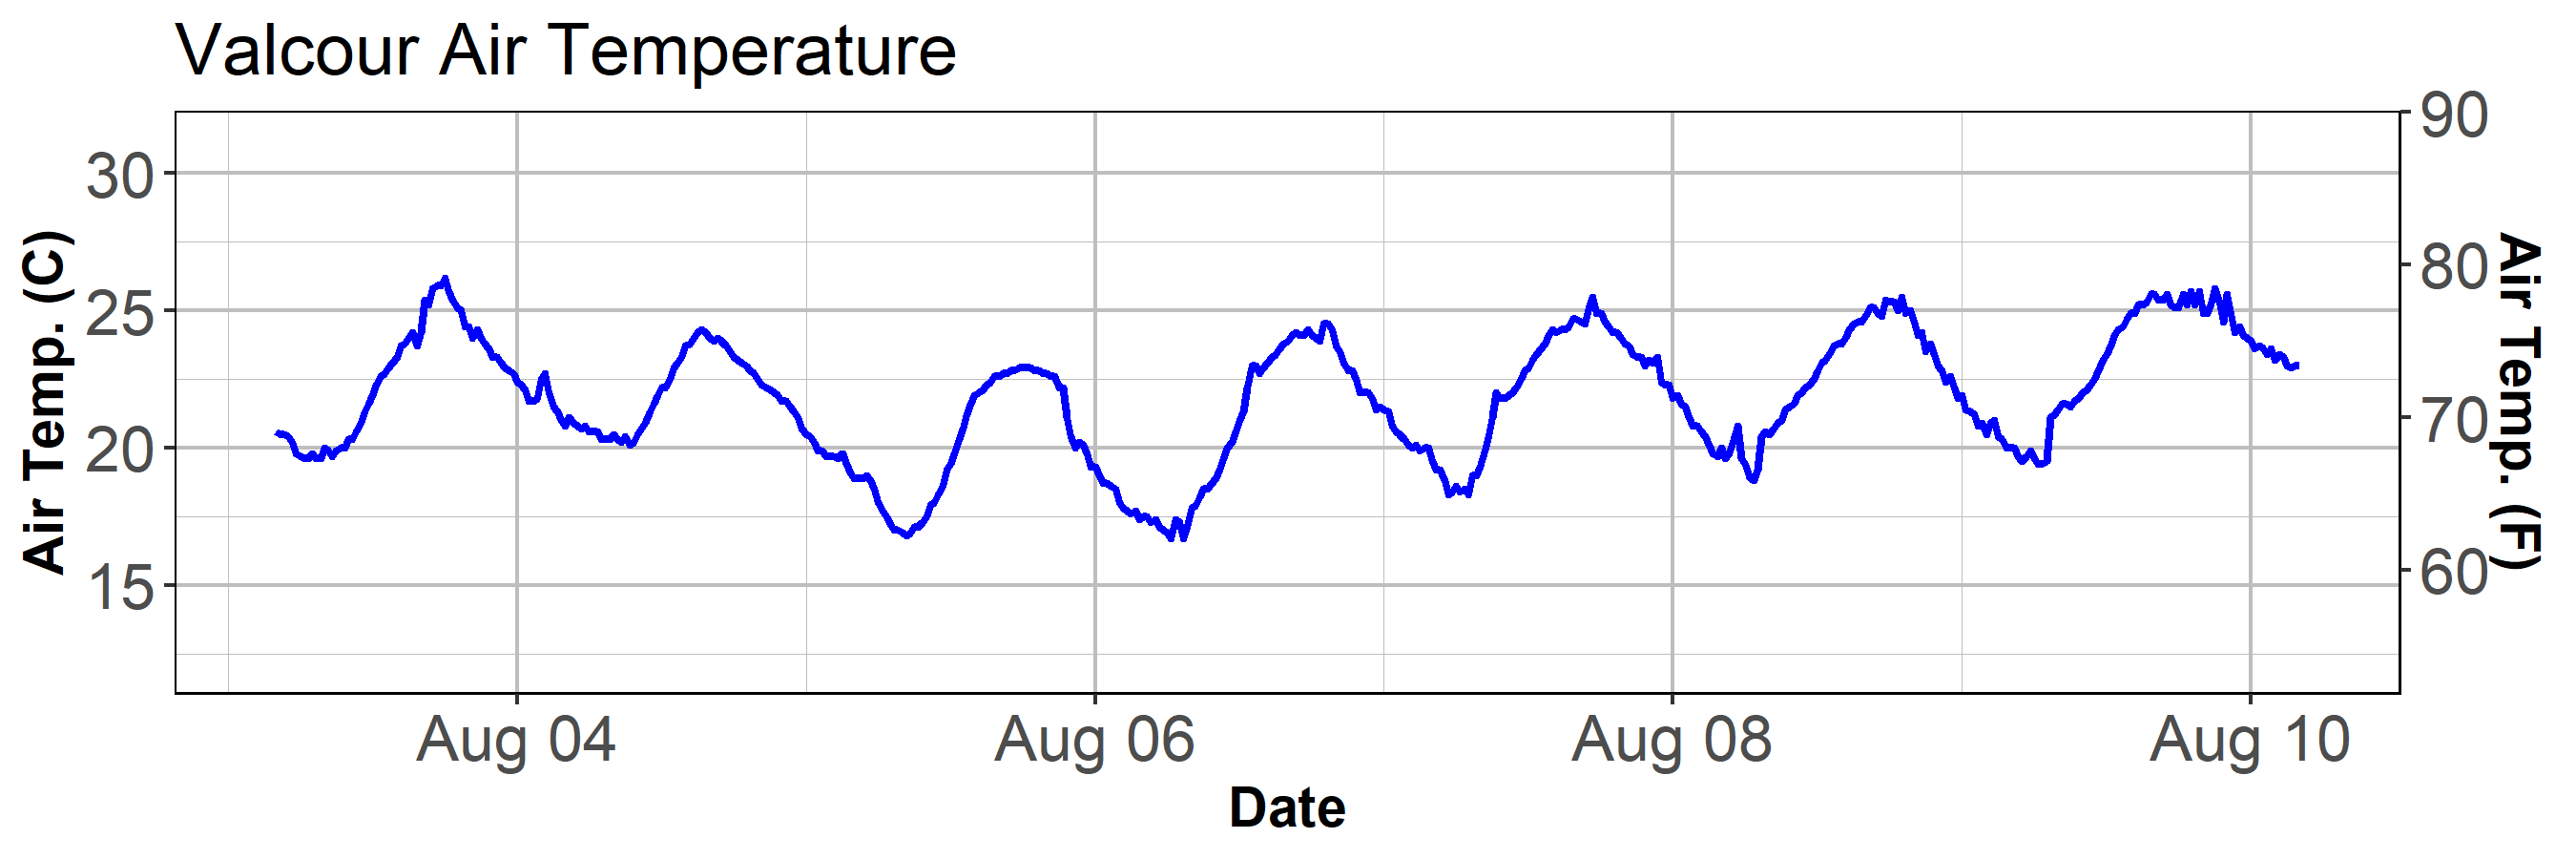 Valcour Air Temperature
Air Temp. (C)
30
25
20
15
90
80
70
60
Air Temp. (F)
Aug 04
Aug 06
Aug 08
Aug 10
Date